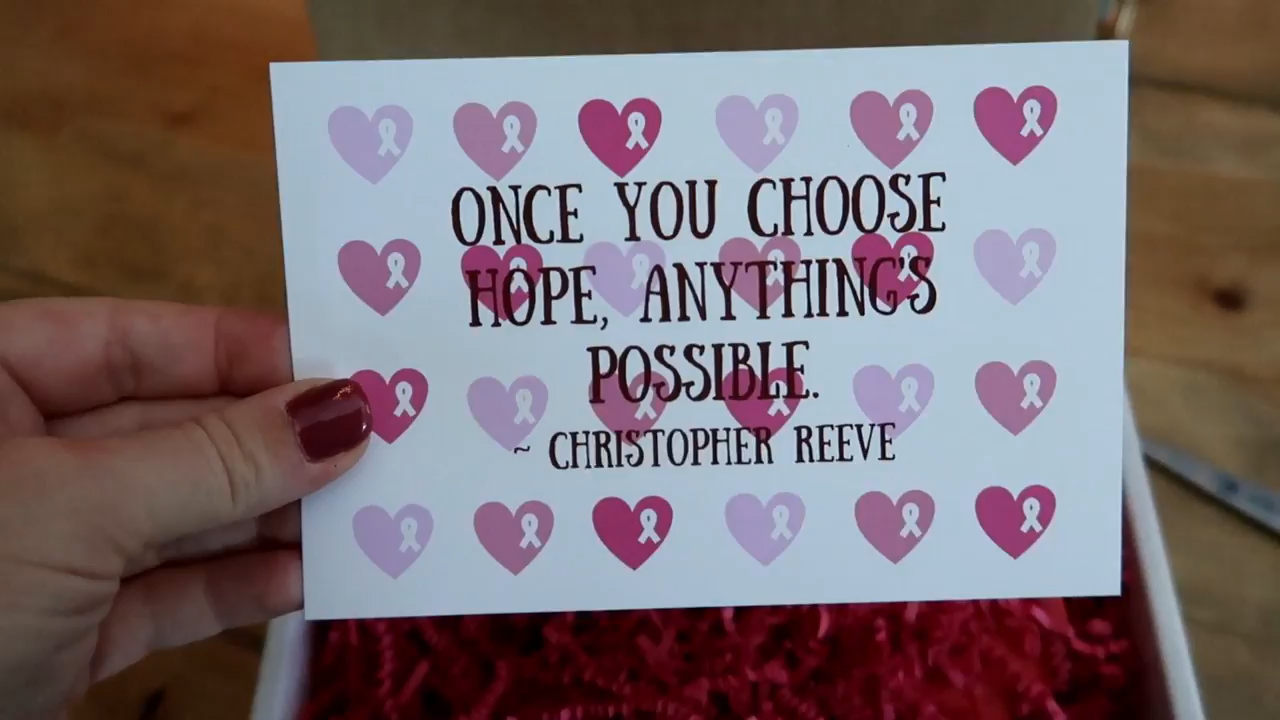 ONCE YOU CHOOSE
HOPE, ANYTHING'S
POSSIBLE.
~ CHRISTOPHER REEVE